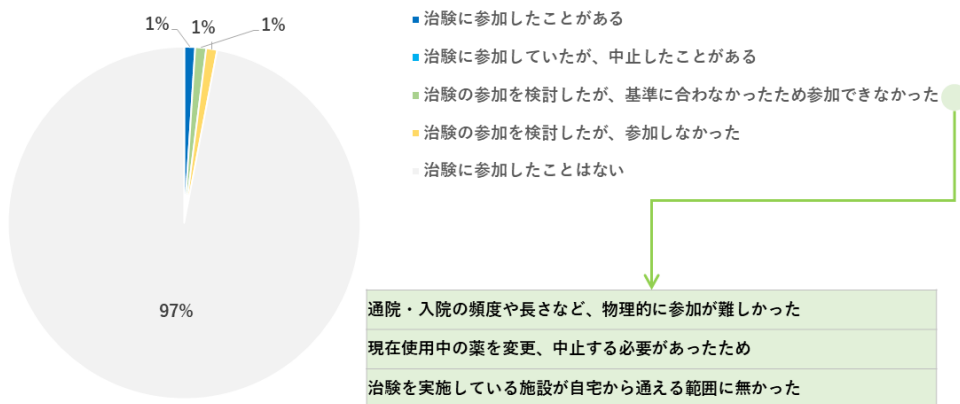 1%
1%
1%
97%
治験に参加したことがある
治験に参加していたが、中止したことがある
治験の参加を検討したが、基準に合わなかったため参加できなかった
治験の参加を検討したが、参加しなかった
治験に参加したことはない
通院・入院の頻度や長さなど、物理的に参加が難しかった
現在使用中の薬を変更、中止する必要があったため
治験を実施している施設が自宅から通える範囲に無かった